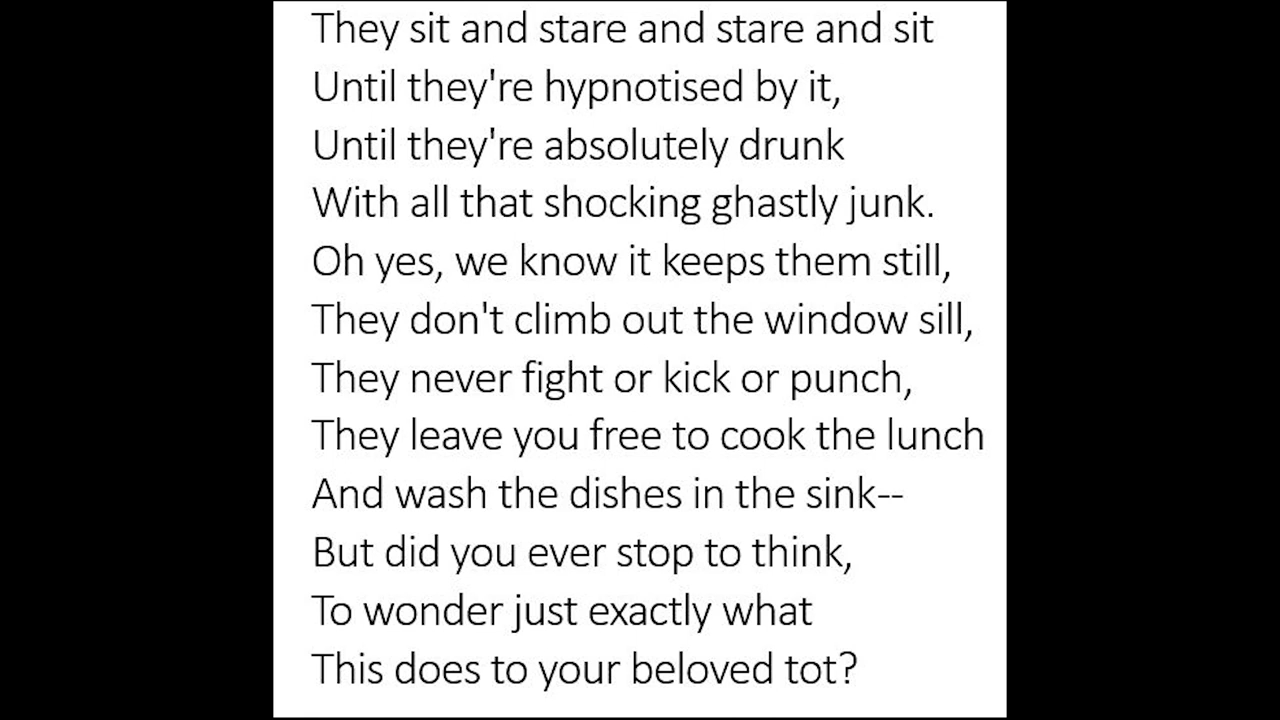 They sit and stare and stare and sit
Until they're hypnotised by it,
Until they're absolutely drunk
With all that shocking ghastly junk.
Oh yes, we know it keeps them still,
They don't climb out the window sill,
They never fight or kick or punch,
They leave you free to cook the lunch
And wash the dishes in the sink--
But did you ever stop to think,
To wonder just exactly what
This does to your beloved tot?